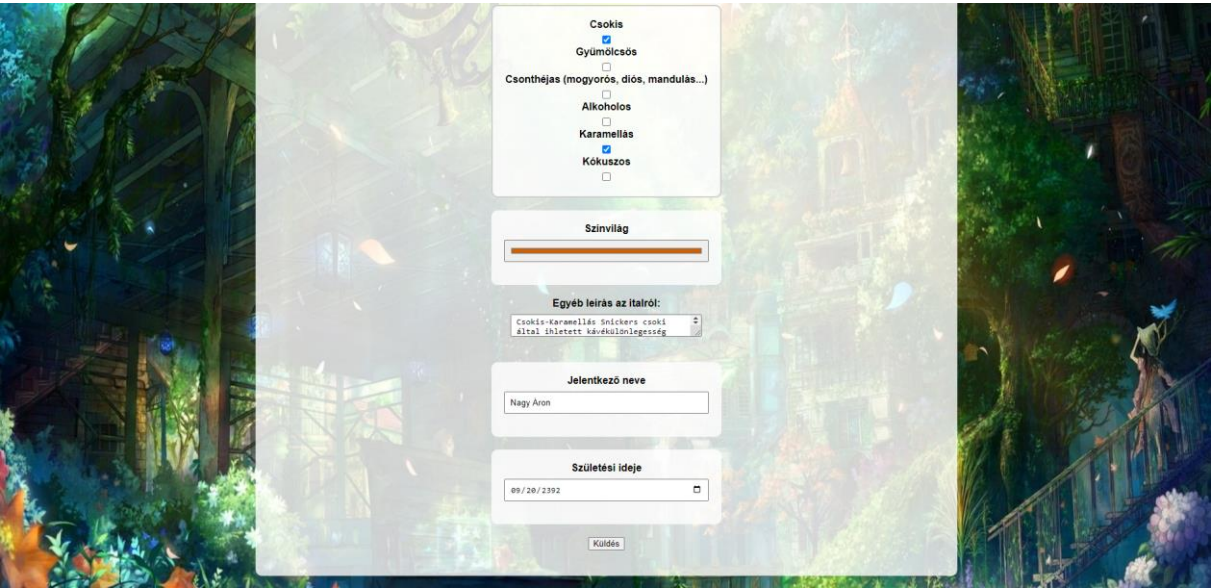 Csokis
Gyümölcsös
Csonthéjas (mogyorós, diós, mandulás...)
Alkoholos
Karamellás
Kókuszos
Színvilág
Egyéb leírás az italról:
Csokis-Karamellás Snickers csoki
által ihletett kávékülönlegesség
Jelentkező neve
Nagy Áron
Születési ideje
09/20/2392
Küldés